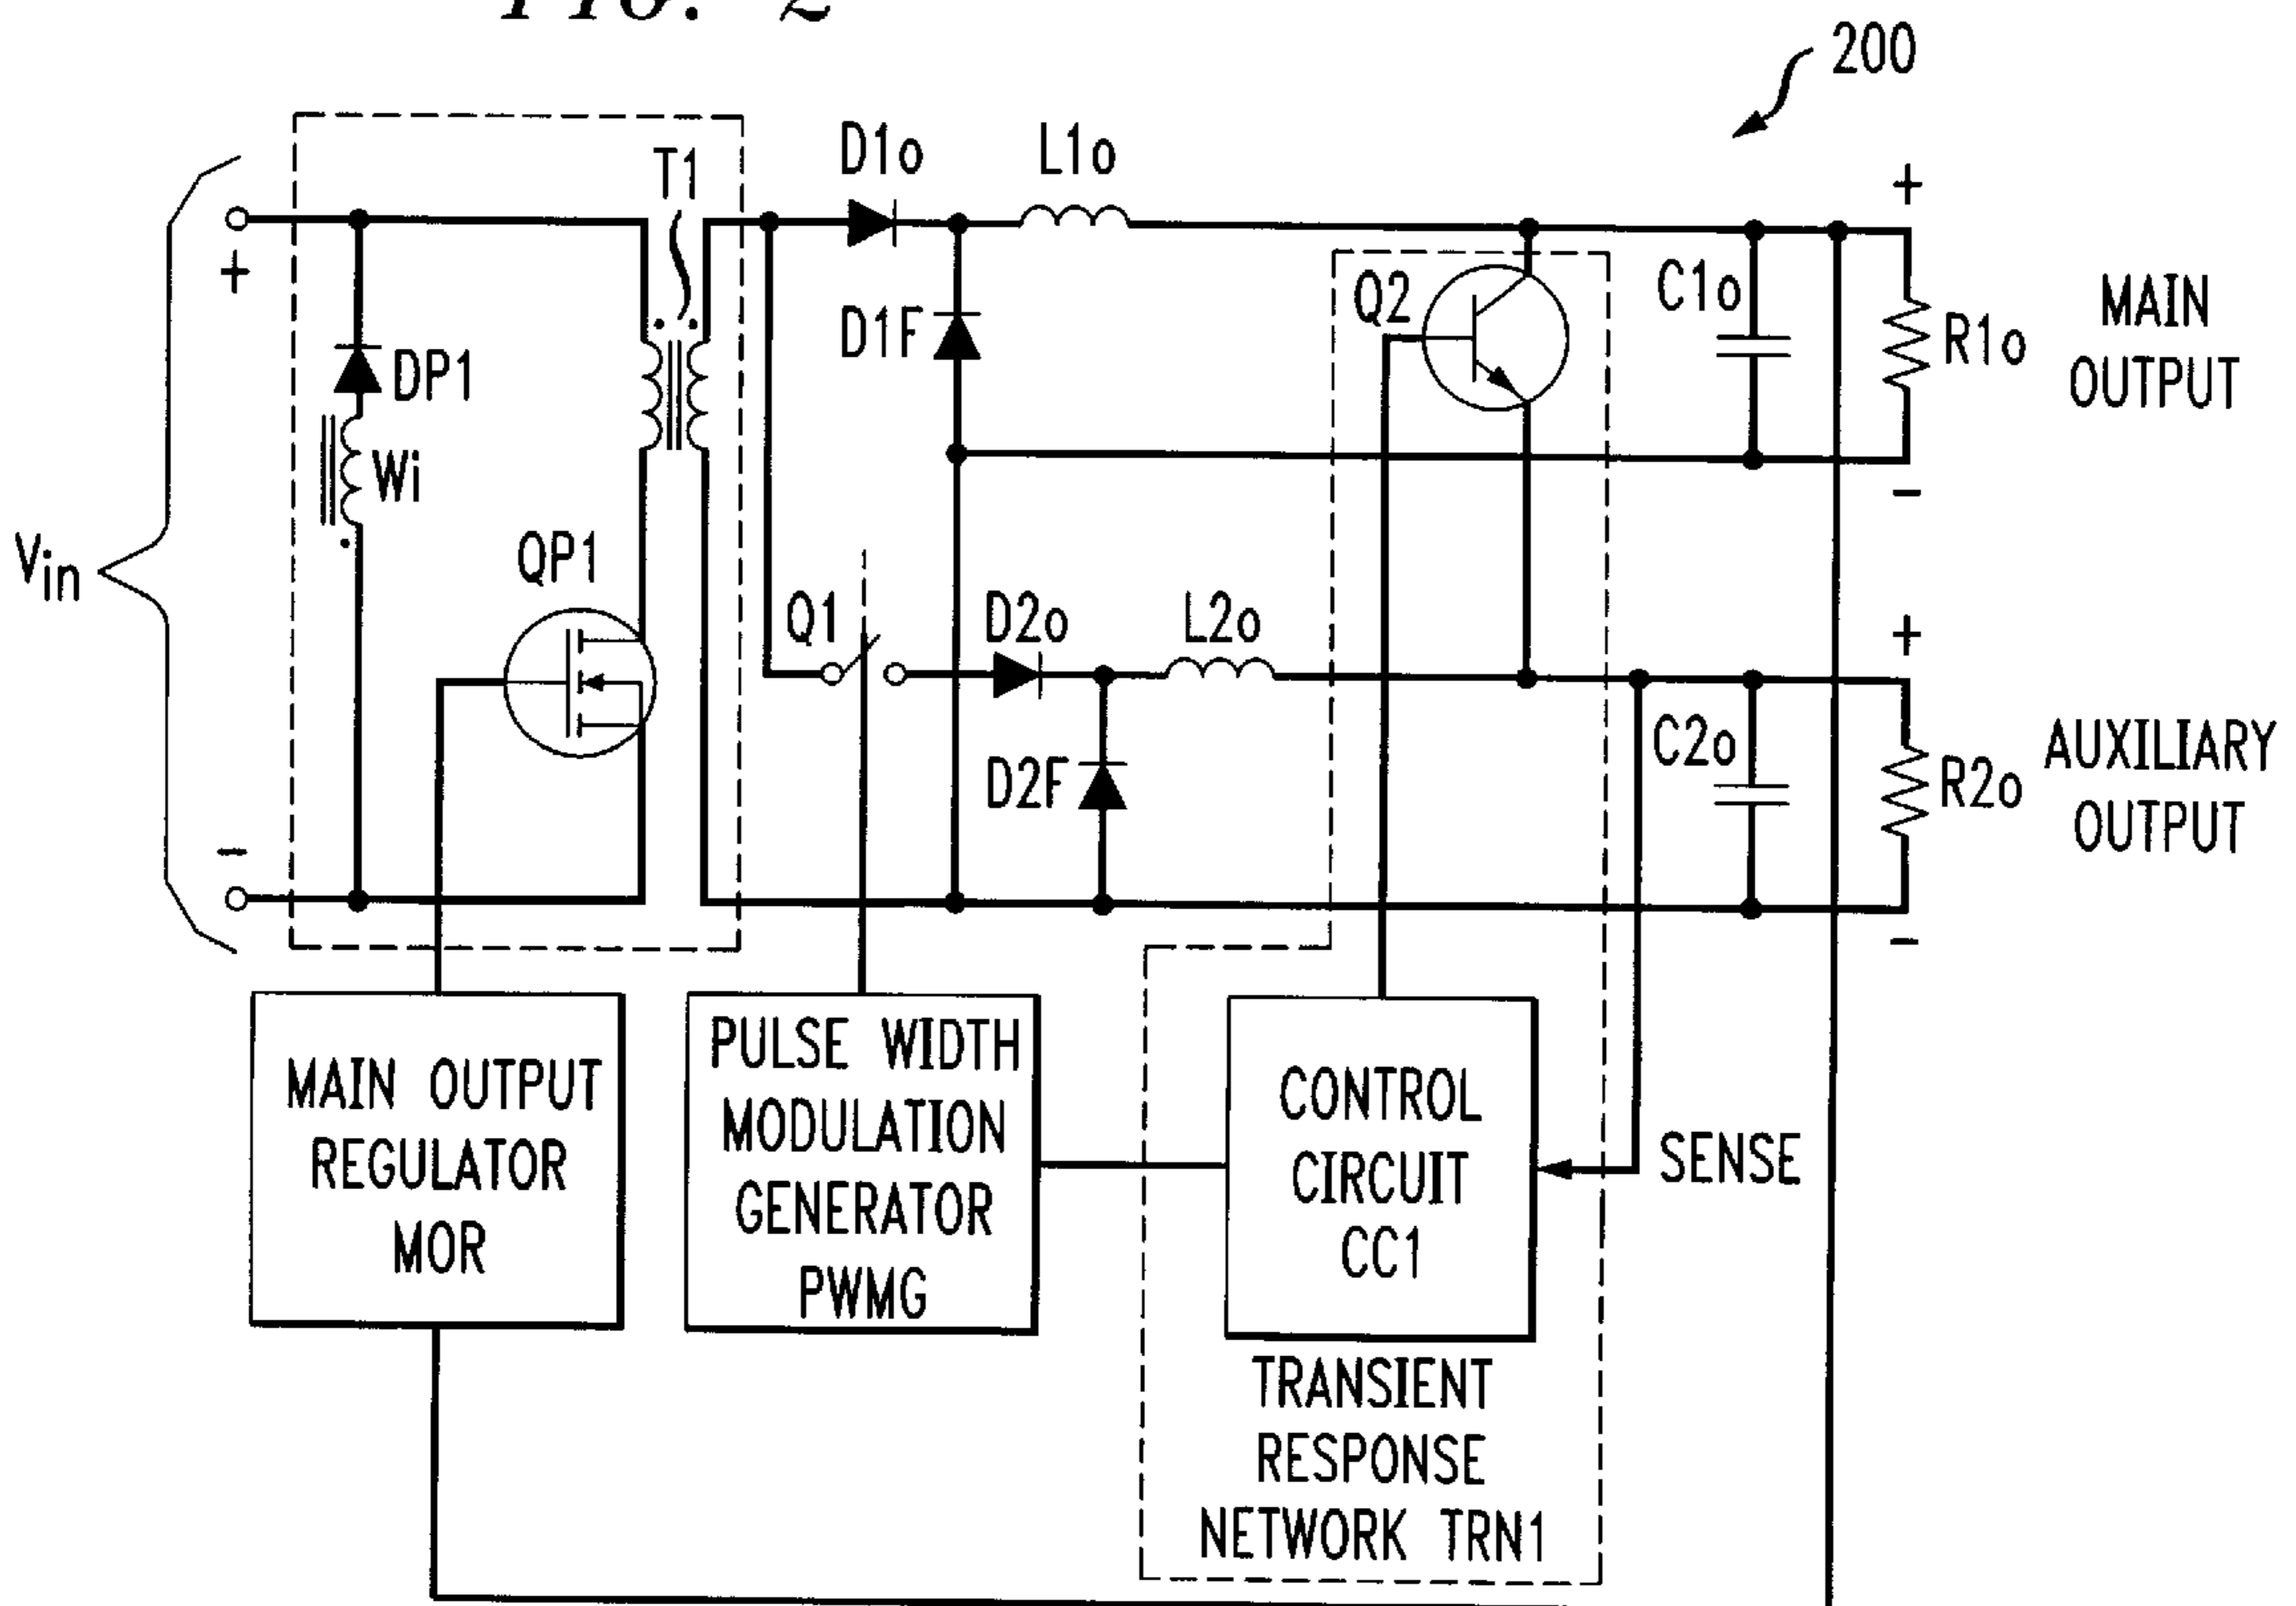 FIG. 2
200
Vin
+
-
T1
DP1
Wi
QP1
D1o
L1o
D1F
Q2
C1o
+
R1o
-
MAIN
OUTPUT
Q1
D2o
L2o
D2F
C2o
+
R2o
-
AUXILIARY
OUTPUT
MAIN OUTPUT
REGULATOR
MOR
PULSE WIDTH
MODULATION
GENERATOR
PWMG
CONTROL
CIRCUIT
CC1
SENSE
TRANSIENT
RESPONSE
NETWORK TRN1